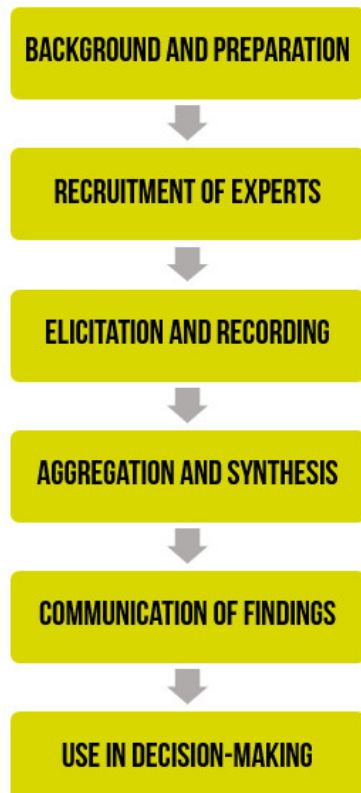 BACKGROUND AND PREPARATION
RECRUITMENT OF EXPERTS
ELICITATION AND RECORDING
AGGREGATION AND SYNTHESIS
COMMUNICATION OF FINDINGS
USE IN DECISION-MAKING